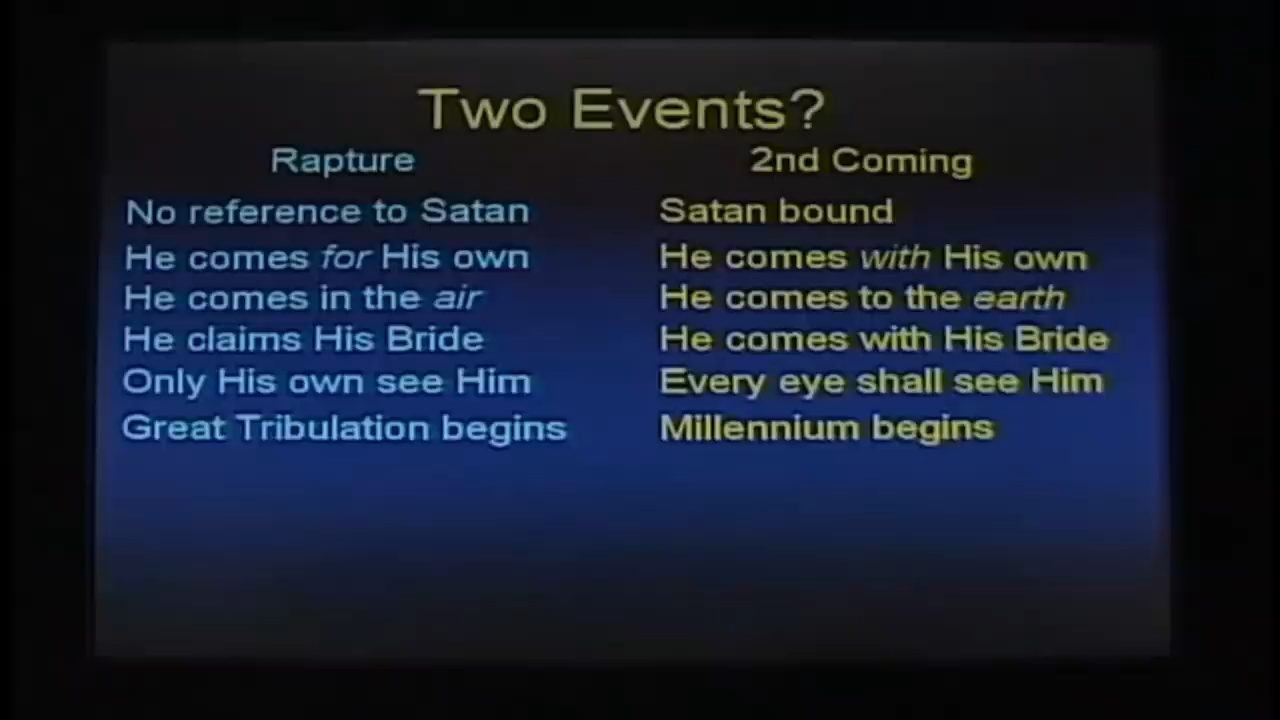 Two Events?
Rapture
2nd Coming
No reference to Satan
Satan bound
He comes for His own
He comes with His own
He comes in the air
He comes to the earth
He claims His Bride
He comes with His Bride
Only His own see Him
Every eye shall see Him
Great Tribulation begins
Millennium begins